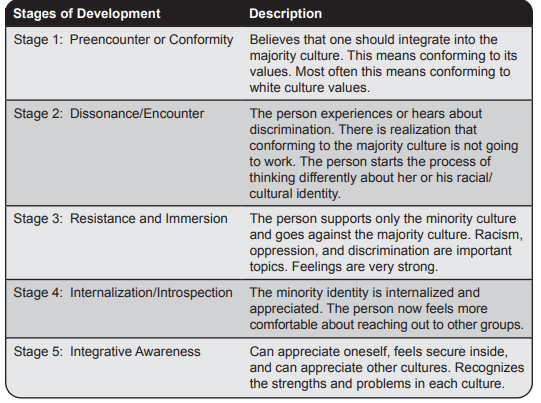 Stages of Development Description
Stage 1: Preencounter or Conformity Believes that one should integrate into the
majority culture. This means conforming to its
values. Most often this means conforming to
white culture values.
Stage 2: Dissonance/Encounter The person experiences or hears about
discrimination. There is realization that
conforming to the majority culture is not going
to work. The person starts the process of
thinking differently about her or his racial/
cultural identity.
Stage 3: Resistance and Immersion The person supports only the minority culture
and goes against the majority culture. Racism,
oppression, and discrimination are important
topics. Feelings are very strong.
Stage 4: Internalization/Introspection The minority identity is internalized and
appreciated. The person now feels more
comfortable about reaching out to other groups.
Stage 5: Integrative Awareness Can appreciate oneself, feels secure inside,
and can appreciate other cultures. Recognizes
the strengths and problems in each culture.